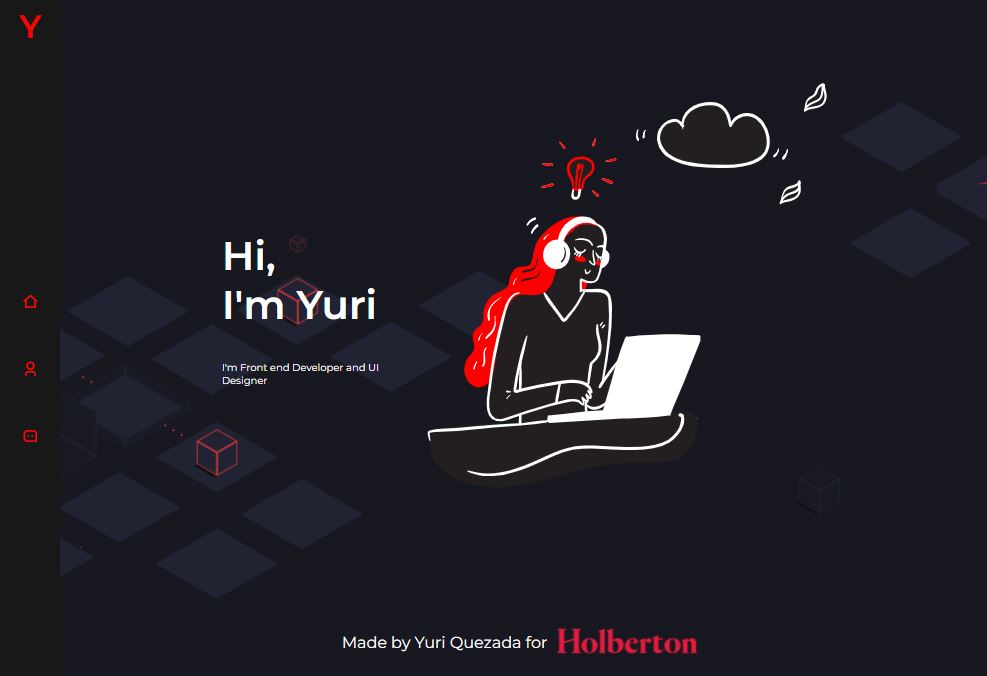 Y
Hi,
I'm Yuri
I'm Front end Developer and UI
Designer
Made by Yuri Quezada for Holberton